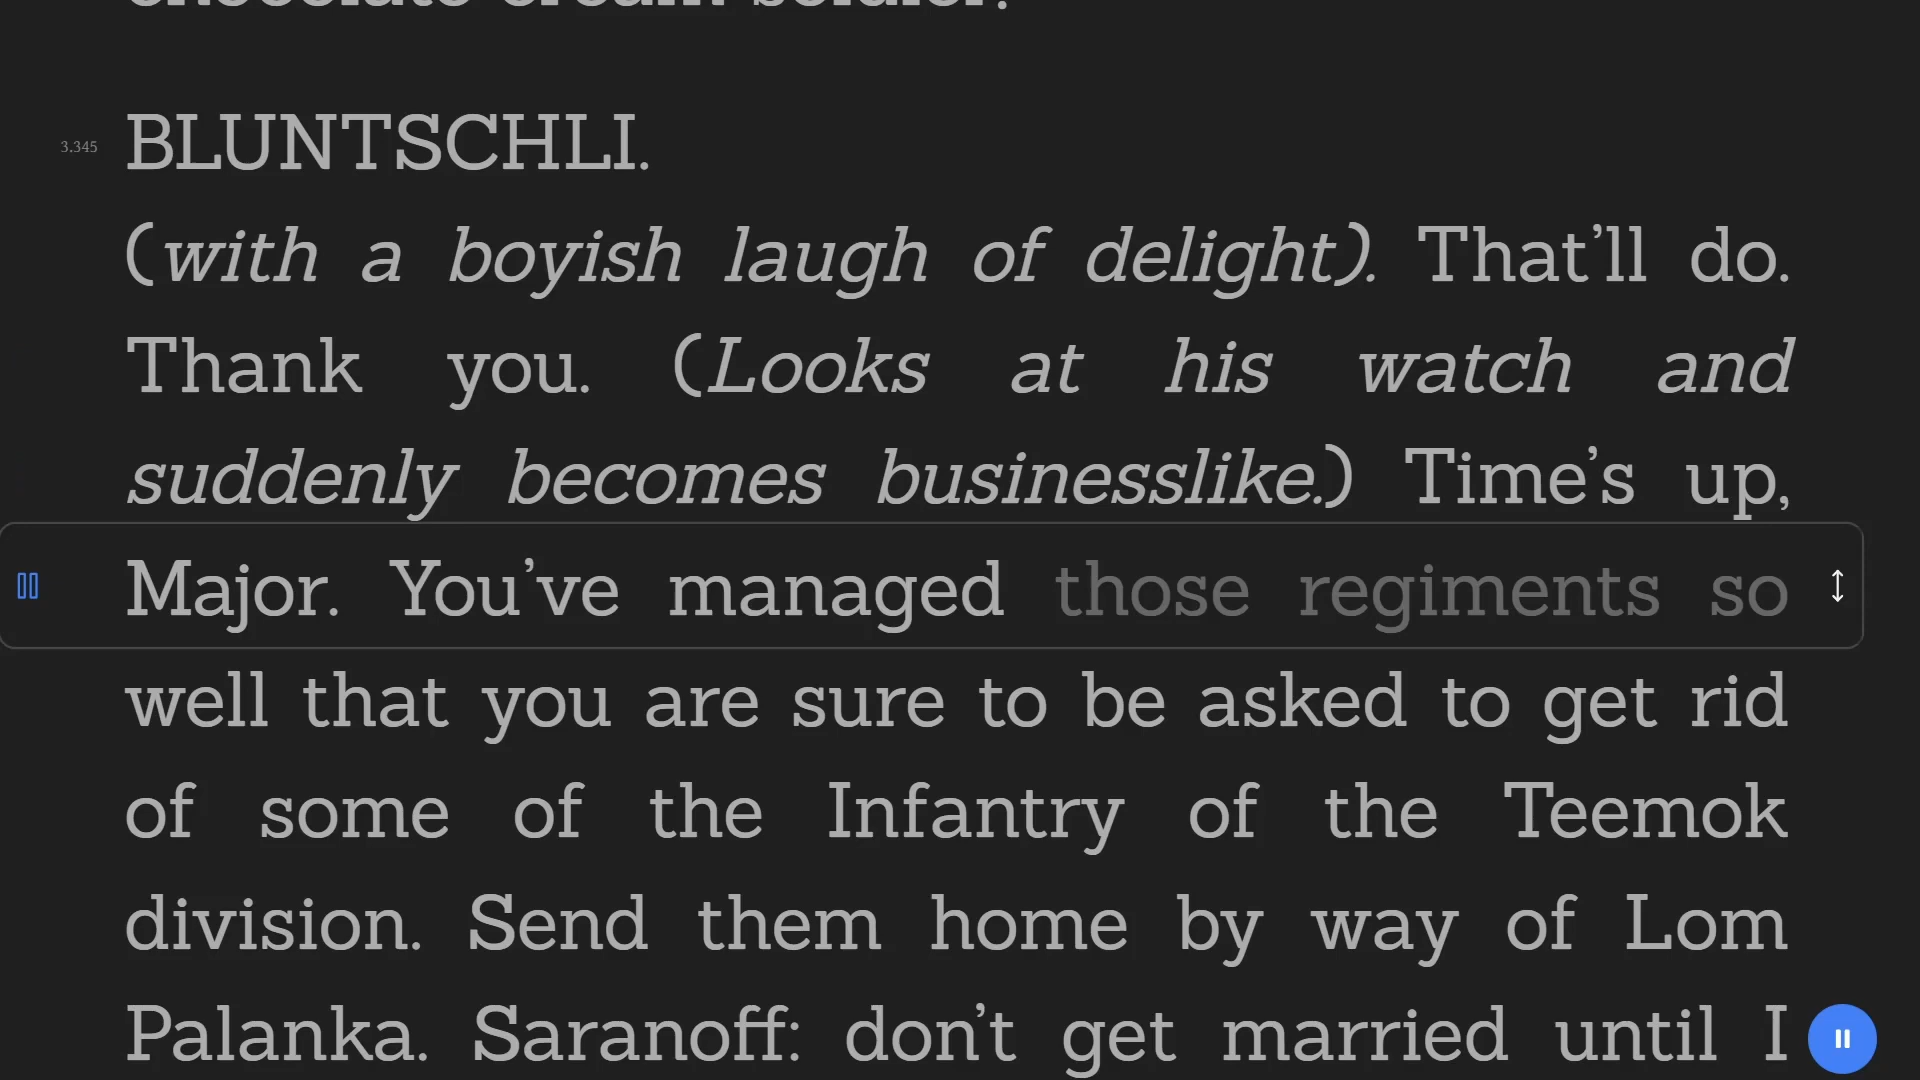 chocolate cream soldier!
3.345
BLUNTSCHLI.
(with a boyish laugh of delight). That’ll do.
Thank you. (Looks at his watch and
suddenly becomes businesslike.) Time’s up,
Major. You’ve managed those regiments so
well that you are sure to be asked to get rid
of some of the Infantry of the Teemok
division. Send them home by way of Lom
Palanka. Saranoff: don’t get married until I